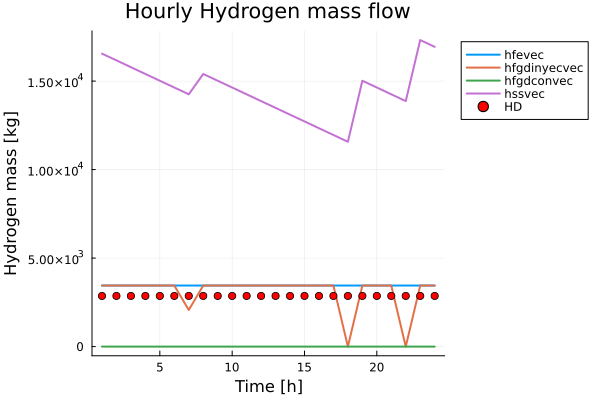 Hourly Hydrogen mass flow
hfevec
hfgdinyecvec
hfgdconvec
hssvec
HD
Hydrogen mass [kg]
1.50×10⁴
1.00×10⁴
5.00×10³
0
5 10 15 20
Time [h]